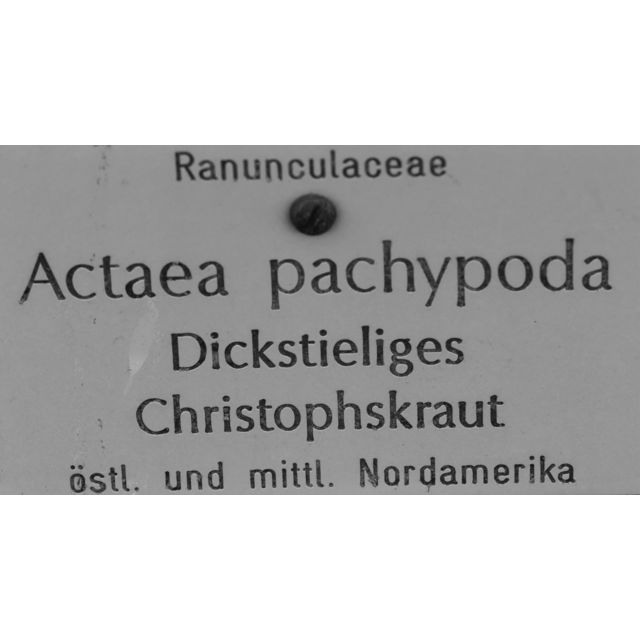 Ranunculaceae
Actaea pachypoda
Dickstieliges
Christophskraut
östl. und mittl. Nordamerika